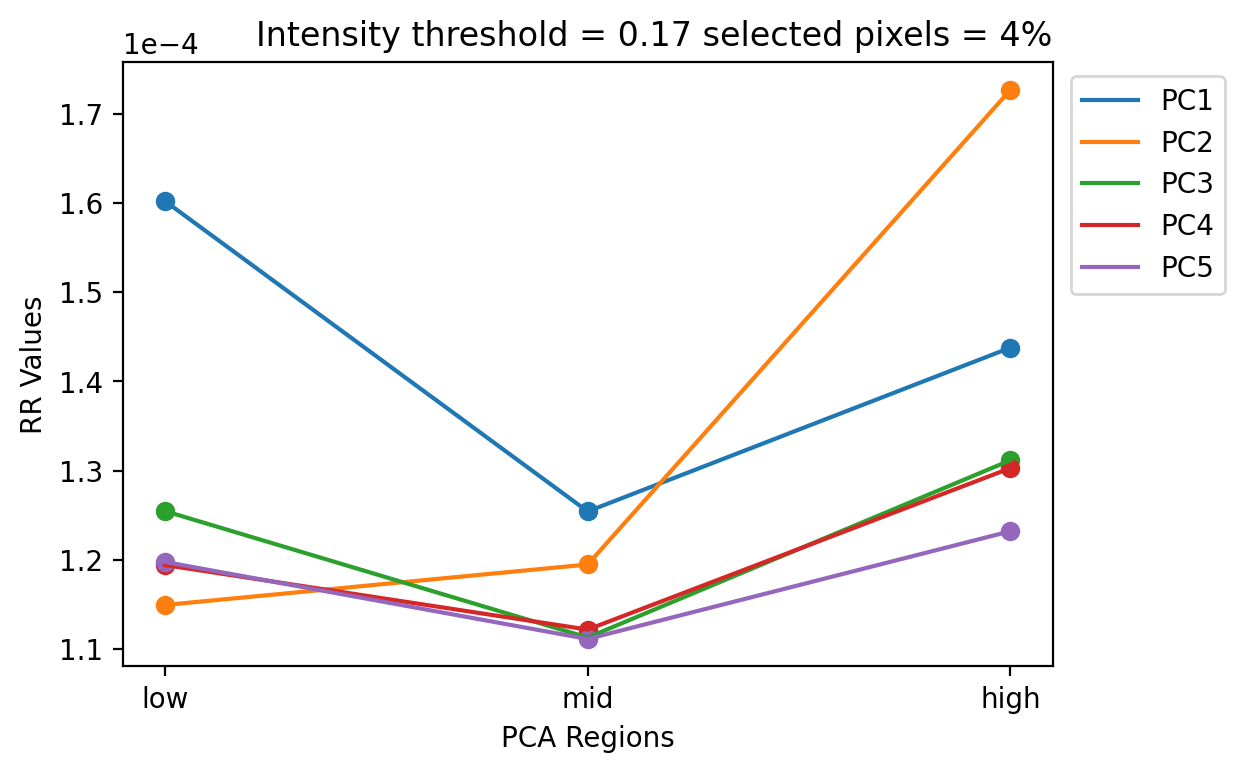 Intensity threshold = 0.17 selected pixels = 4%
1e−4
1.7
1.6
1.5
1.4
1.3
1.2
1.1
RR Values
low
mid
high
PCA Regions
PC1
PC2
PC3
PC4
PC5